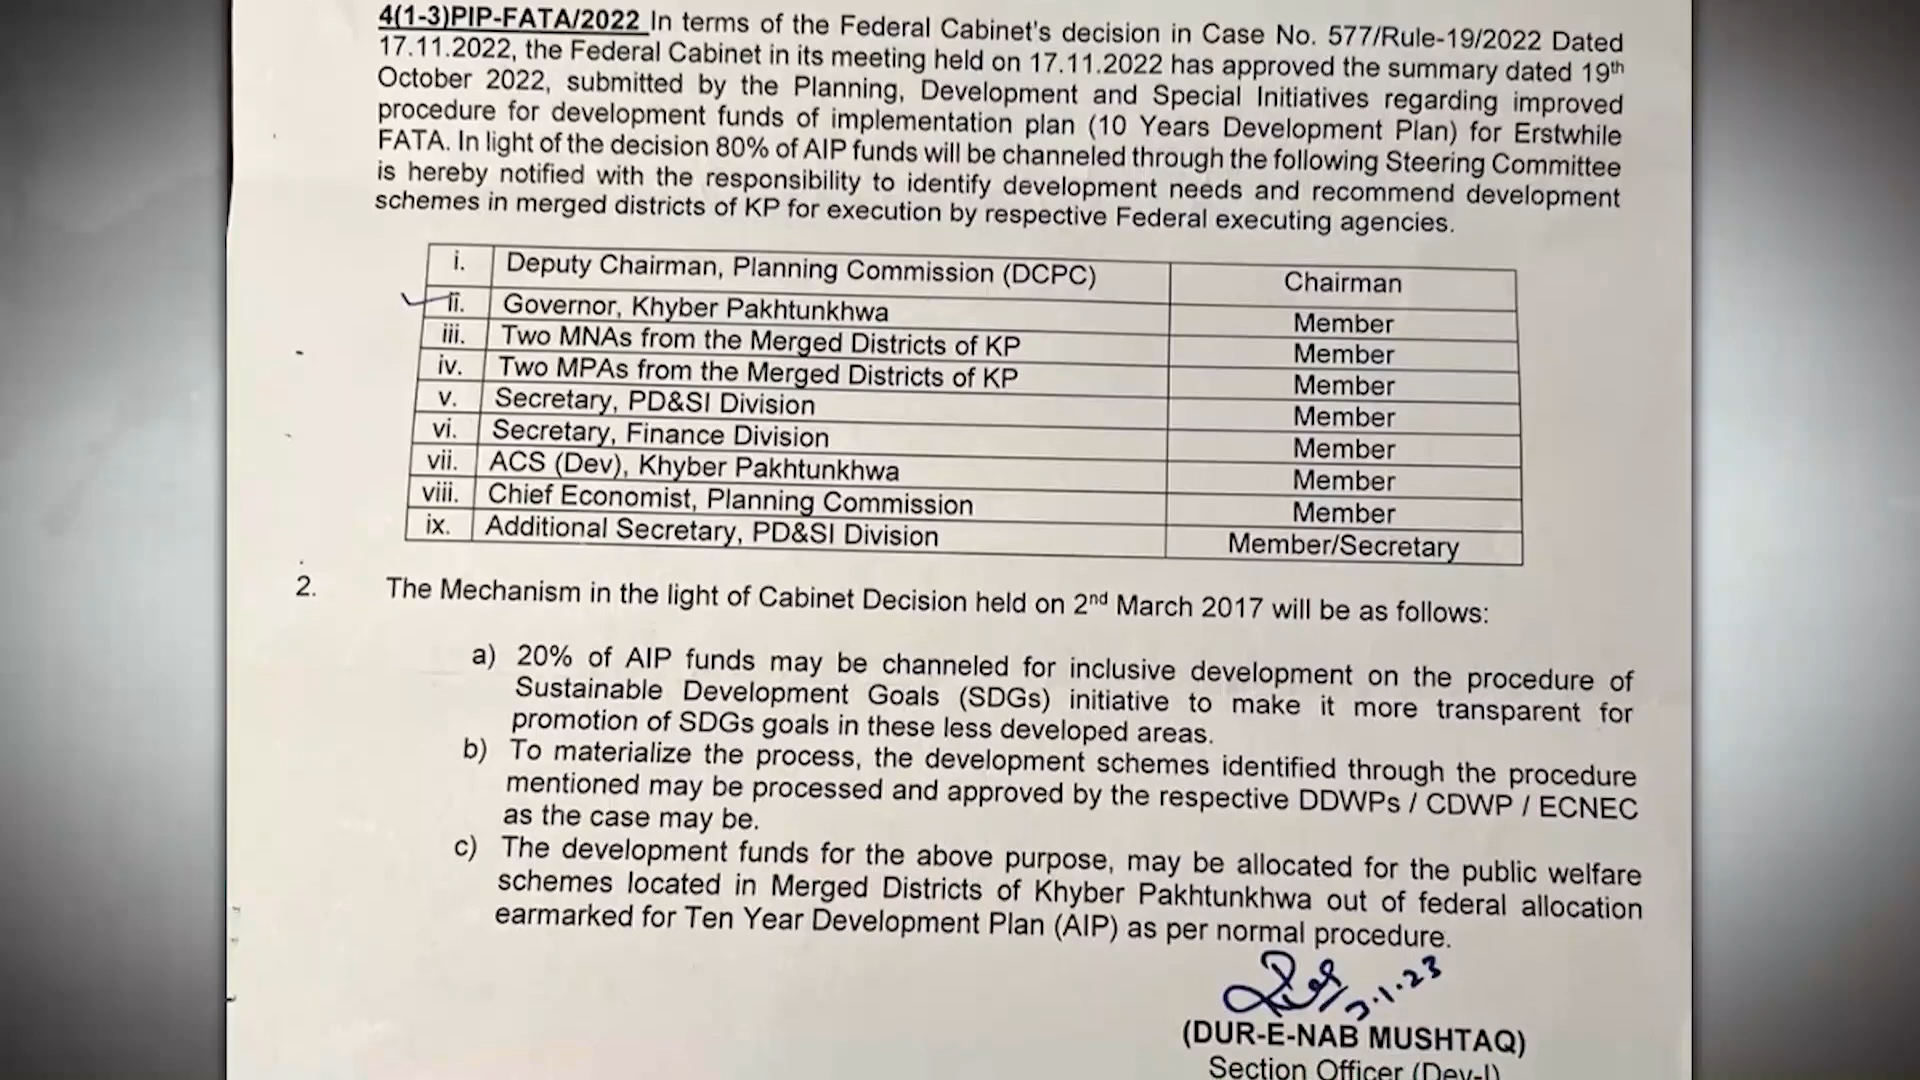 4(1-3)PIP-FATA/2022 In terms of the Federal Cabinet's decision in Case No. 577/Rule-19/2022 Dated
17.11.2022, the Federal Cabinet in its meeting held on 17.11.2022 has approved the summary dated 19th
October 2022, submitted by the Planning, Development and Special Initiatives regarding improved
procedure for development funds of implementation plan (10 Years Development Plan) for Erstwhile
FATA. In light of the decision 80% of AIP funds will be channeled through the following Steering Committee
is hereby notified with the responsibility to identify development needs and recommend development
schemes in merged districts of KP for execution by respective Federal executing agencies.
i. Deputy Chairman, Planning Commission (DCPC) Chairman
ii. Governor, Khyber Pakhtunkhwa Member
iii. Two MNAs from the Merged Districts of KP Member
iv. Two MPAs from the Merged Districts of KP Member
v. Secretary, PD&SI Division Member
vi. Secretary, Finance Division Member
vii. ACS (Dev), Khyber Pakhtunkhwa Member
viii. Chief Economist, Planning Commission Member
ix. Additional Secretary, PD&SI Division Member/Secretary
2. The Mechanism in the light of Cabinet Decision held on 2nd March 2017 will be as follows:
a) 20% of AIP funds may be channeled for inclusive development on the procedure of
Sustainable Development Goals (SDGs) initiative to make it more transparent for
promotion of SDGs goals in these less developed areas.
b) To materialize the process, the development schemes identified through the procedure
mentioned may be processed and approved by the respective DDWPs / CDWP / ECNEC
as the case may be.
c) The development funds for the above purpose, may be allocated for the public welfare
schemes located in Merged Districts of Khyber Pakhtunkhwa out of federal allocation
earmarked for Ten Year Development Plan (AIP) as per normal procedure.
3.1.23
(DUR-E-NAB MUSHTAQ)
Section Officer (Dev-I)